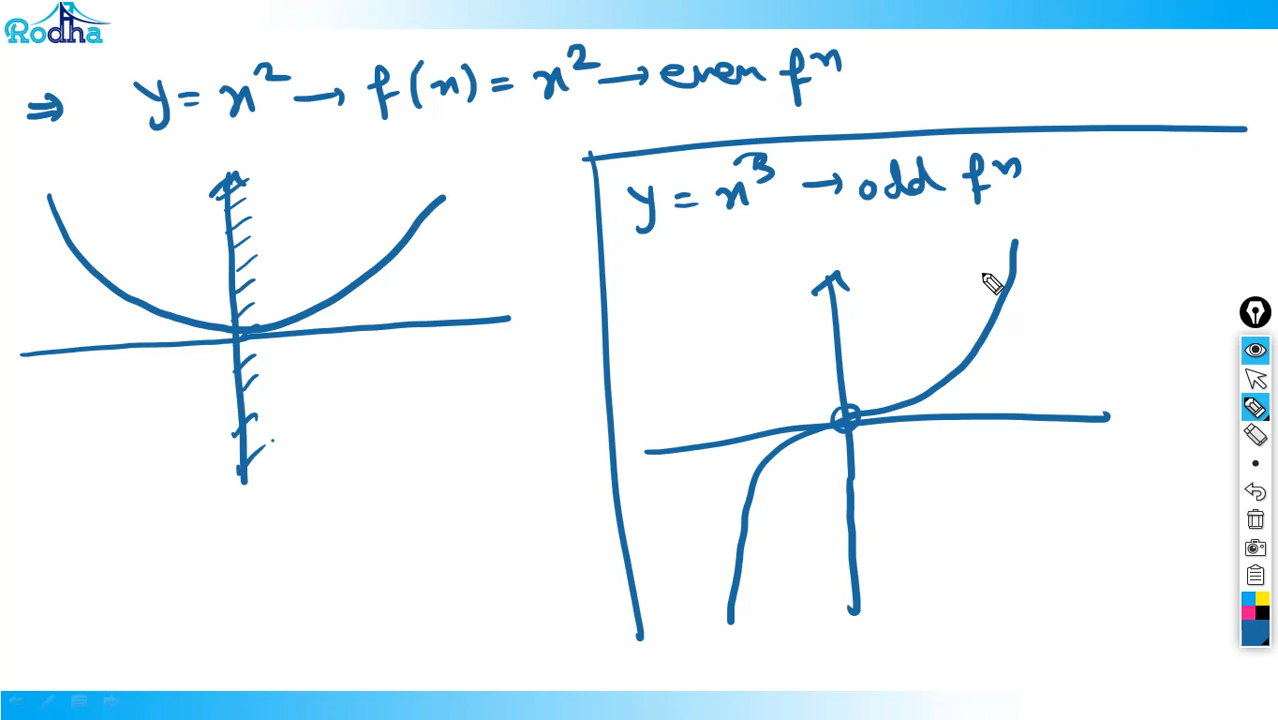 Rodha
⇒ y = x² → f(x) = x² → even fⁿ
y = x³ → odd fⁿ